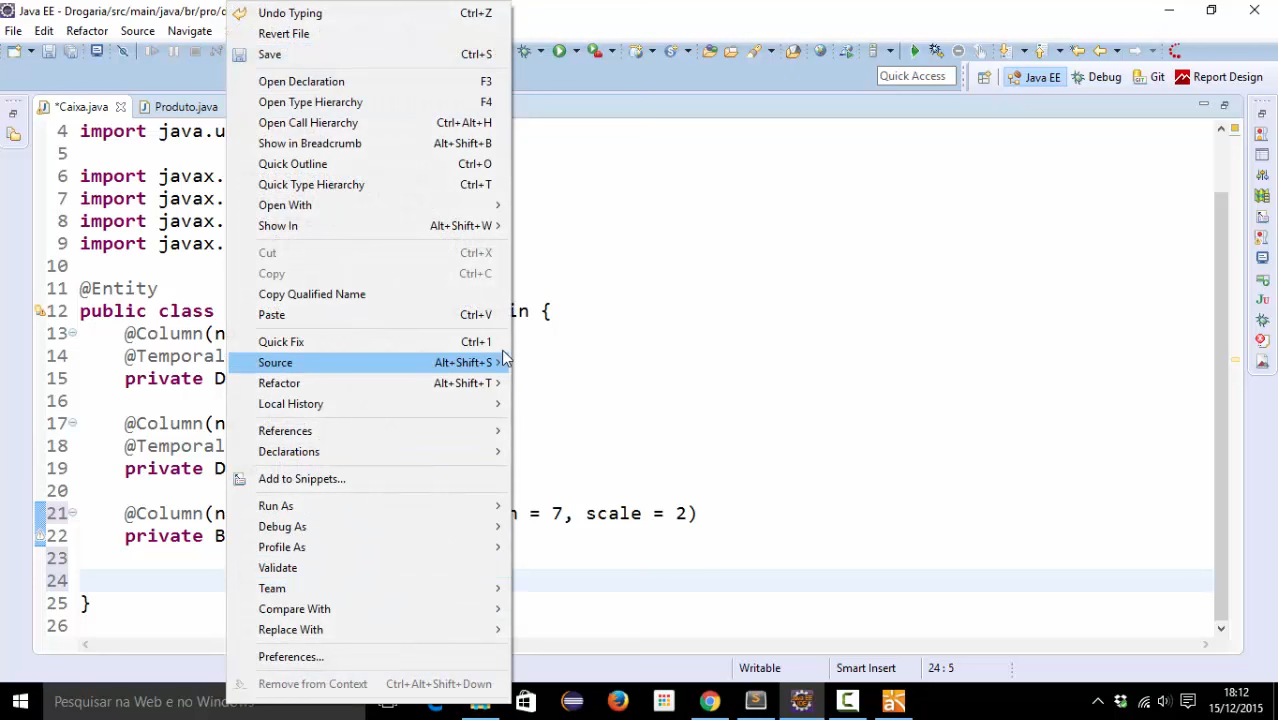 Java EE - Drogaria/src/main/java/br/pro/d
File Edit Refactor Source Navigate
Quick Access Java EE Debug Git Report Design
*Caixa.java Produto.java
Undo Typing Ctrl+Z
Revert File
Save Ctrl+S
Open Declaration F3
Open Type Hierarchy F4
Open Call Hierarchy Ctrl+Alt+H
Show in Breadcrumb Alt+Shift+B
Quick Outline Ctrl+O
Quick Type Hierarchy Ctrl+T
Open With
Show In Alt+Shift+W
Cut Ctrl+X
Copy Ctrl+C
Copy Qualified Name
Paste Ctrl+V
Quick Fix Ctrl+1
Source Alt+Shift+S
Refactor Alt+Shift+T
Local History
References
Declarations
Add to Snippets...
Run As
Debug As
Profile As
Validate
Team
Compare With
Replace With
Preferences...
Remove from Context Ctrl+Alt+Shift+Down
4 import java.u
5
6 import javax.
7 import javax.
8 import javax.
9 import javax.
10
11 @Entity
12 public class in {
13 @Column(n
14 @Temporal
15 private D
16
17 @Column(n
18 @Temporal
19 private D
20
21 @Column(n = 7, scale = 2)
22 private B
23
24
25 }
26
Writable Smart Insert 24 : 5
Pesquisar na Web e no Windows
18:12
15/12/2015